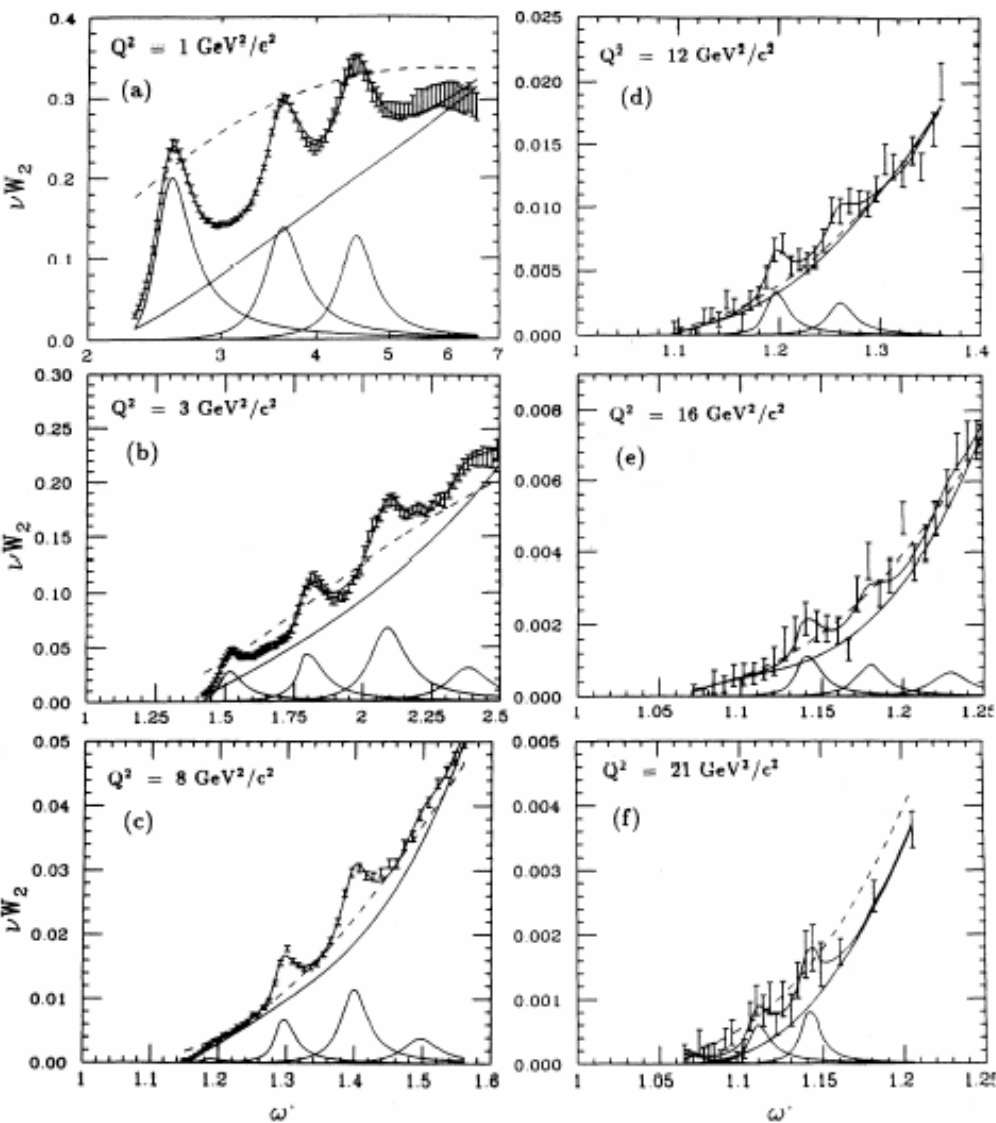 0.4
0.3
0.2
0.1
0.0
νW₂
Q² = 1 GeV²/c²
(a)
2 3 4 5 6 7
0.30
0.25
0.20
0.15
0.10
0.05
0.00
νW₂
Q² = 3 GeV²/c²
(b)
1 1.25 1.5 1.75 2 2.25 2.5
0.05
0.04
0.03
0.02
0.01
0.00
νW₂
Q² = 8 GeV²/c²
(c)
1 1.1 1.2 1.3 1.4 1.5 1.6
ω'
0.025
0.020
0.015
0.010
0.005
0.000
Q² = 12 GeV²/c²
(d)
1 1.1 1.2 1.3 1.4
0.008
0.006
0.004
0.002
0.000
Q² = 16 GeV²/c²
(e)
1 1.05 1.1 1.15 1.2 1.25
0.005
0.004
0.003
0.002
0.001
0.000
Q² = 21 GeV²/c²
(f)
1 1.05 1.1 1.15 1.2 1.25
ω'